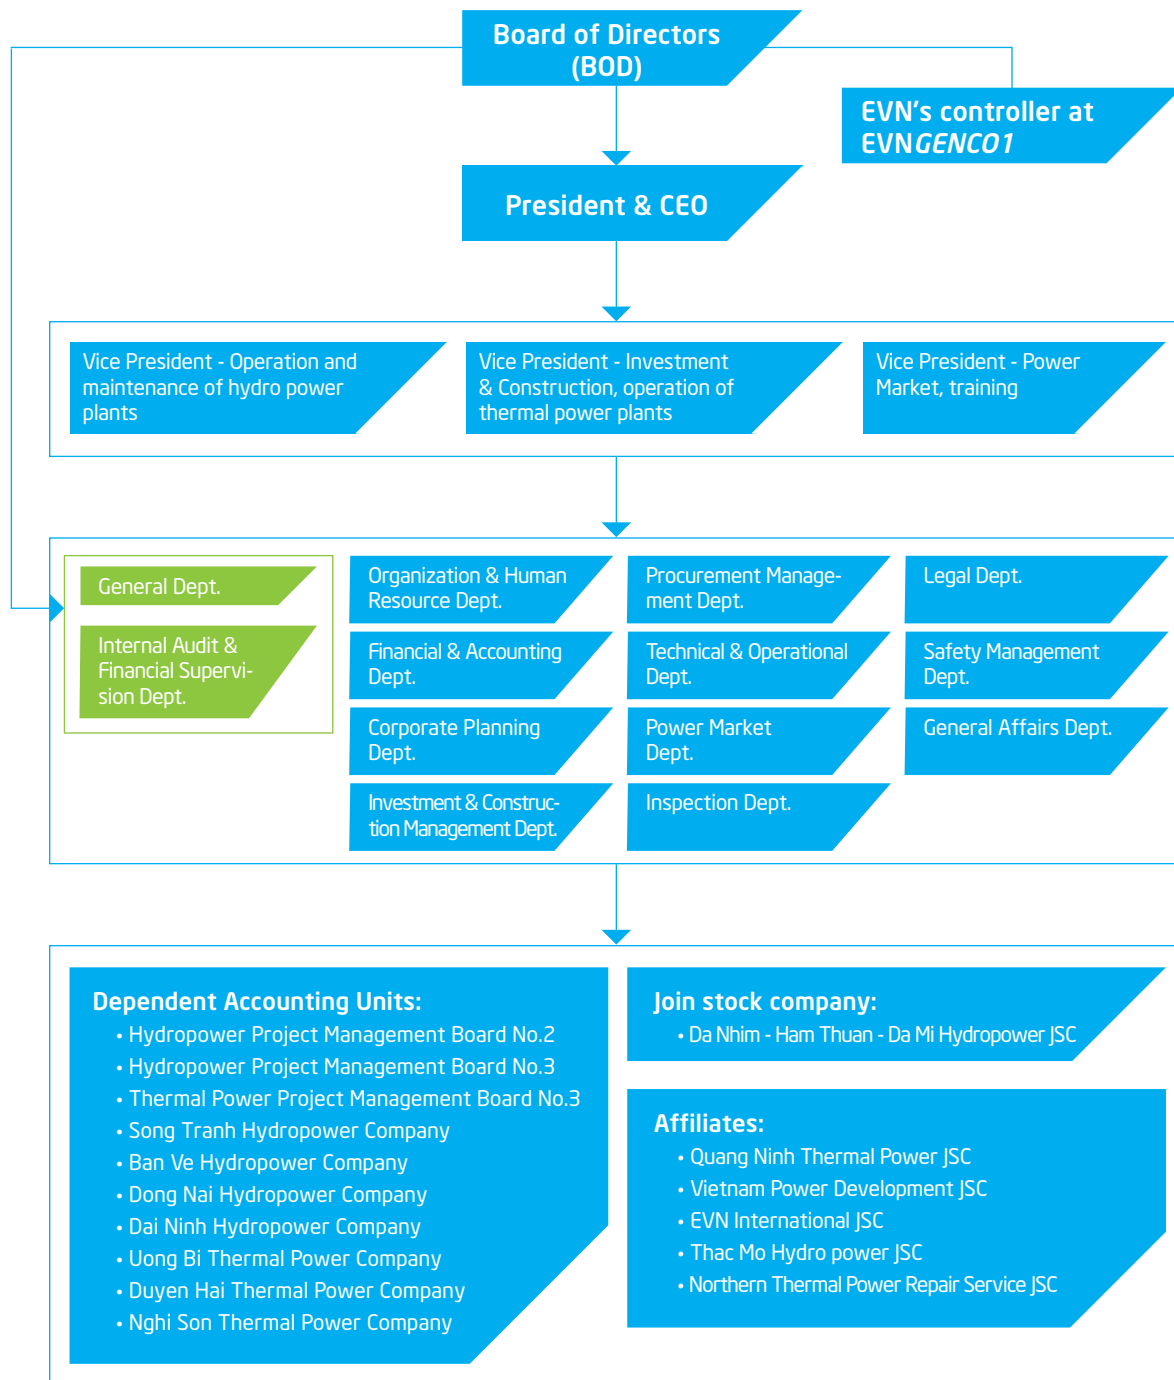 Board of Directors
(BOD)
EVN's controller at
EVNGENCO1
President & CEO
Vice President - Operation and
maintenance of hydro power
plants
Vice President - Investment
& Construction, operation of
thermal power plants
Vice President - Power
Market, training
General Dept.
Internal Audit &
Financial Supervi-
sion Dept.
Organization & Human
Resource Dept.
Financial & Accounting
Dept.
Corporate Planning
Dept.
Investment & Construc-
tion Management Dept.
Procurement Manage-
ment Dept.
Technical & Operational
Dept.
Power Market
Dept.
Inspection Dept.
Legal Dept.
Safety Management
Dept.
General Affairs Dept.
Dependent Accounting Units:
• Hydropower Project Management Board No.2
• Hydropower Project Management Board No.3
• Thermal Power Project Management Board No.3
• Song Tranh Hydropower Company
• Ban Ve Hydropower Company
• Dong Nai Hydropower Company
• Dai Ninh Hydropower Company
• Uong Bi Thermal Power Company
• Duyen Hai Thermal Power Company
• Nghi Son Thermal Power Company
Join stock company:
• Da Nhim - Ham Thuan - Da Mi Hydropower JSC
Affiliates:
• Quang Ninh Thermal Power JSC
• Vietnam Power Development JSC
• EVN International JSC
• Thac Mo Hydro power JSC
• Northern Thermal Power Repair Service JSC